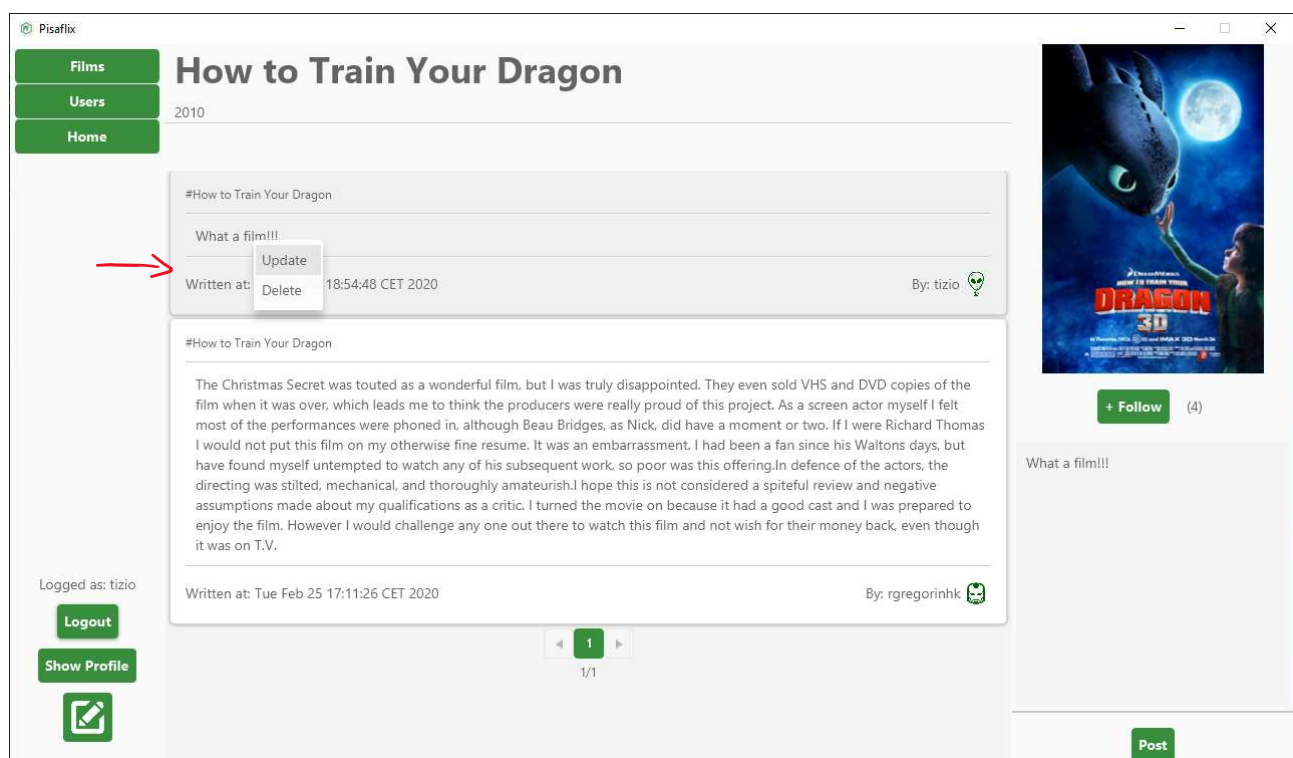 Pisaflix
Films
Users
Home
How to Train Your Dragon
2010
#How to Train Your Dragon
What a film!!!
Update
Delete
Written at: 18:54:48 CET 2020
By: tizio
#How to Train Your Dragon
The Christmas Secret was touted as a wonderful film, but I was truly disappointed. They even sold VHS and DVD copies of the
film when it was over, which leads me to think the producers were really proud of this project. As a screen actor myself I felt
most of the performances were phoned in, although Beau Bridges, as Nick, did have a moment or two. If I were Richard Thomas
I would not put this film on my otherwise fine resume. It was an embarrassment. I had been a fan since his Waltons days, but
have found myself untempted to watch any of his subsequent work, so poor was this offering.In defence of the actors, the
directing was stilted, mechanical, and thoroughly amateurish.I hope this is not considered a spiteful review and negative
assumptions made about my qualifications as a critic. I turned the movie on because it had a good cast and I was prepared to
enjoy the film. However I would challenge any one out there to watch this film and not wish for their money back, even though
it was on T.V.
Written at: Tue Feb 25 17:11:26 CET 2020
By: rgregorinhk
1
1/1
Logged as: tizio
Logout
Show Profile
DreamWorks
HOW TO TRAIN YOUR
DRAGON
3D
+ Follow (4)
What a film!!!
Post